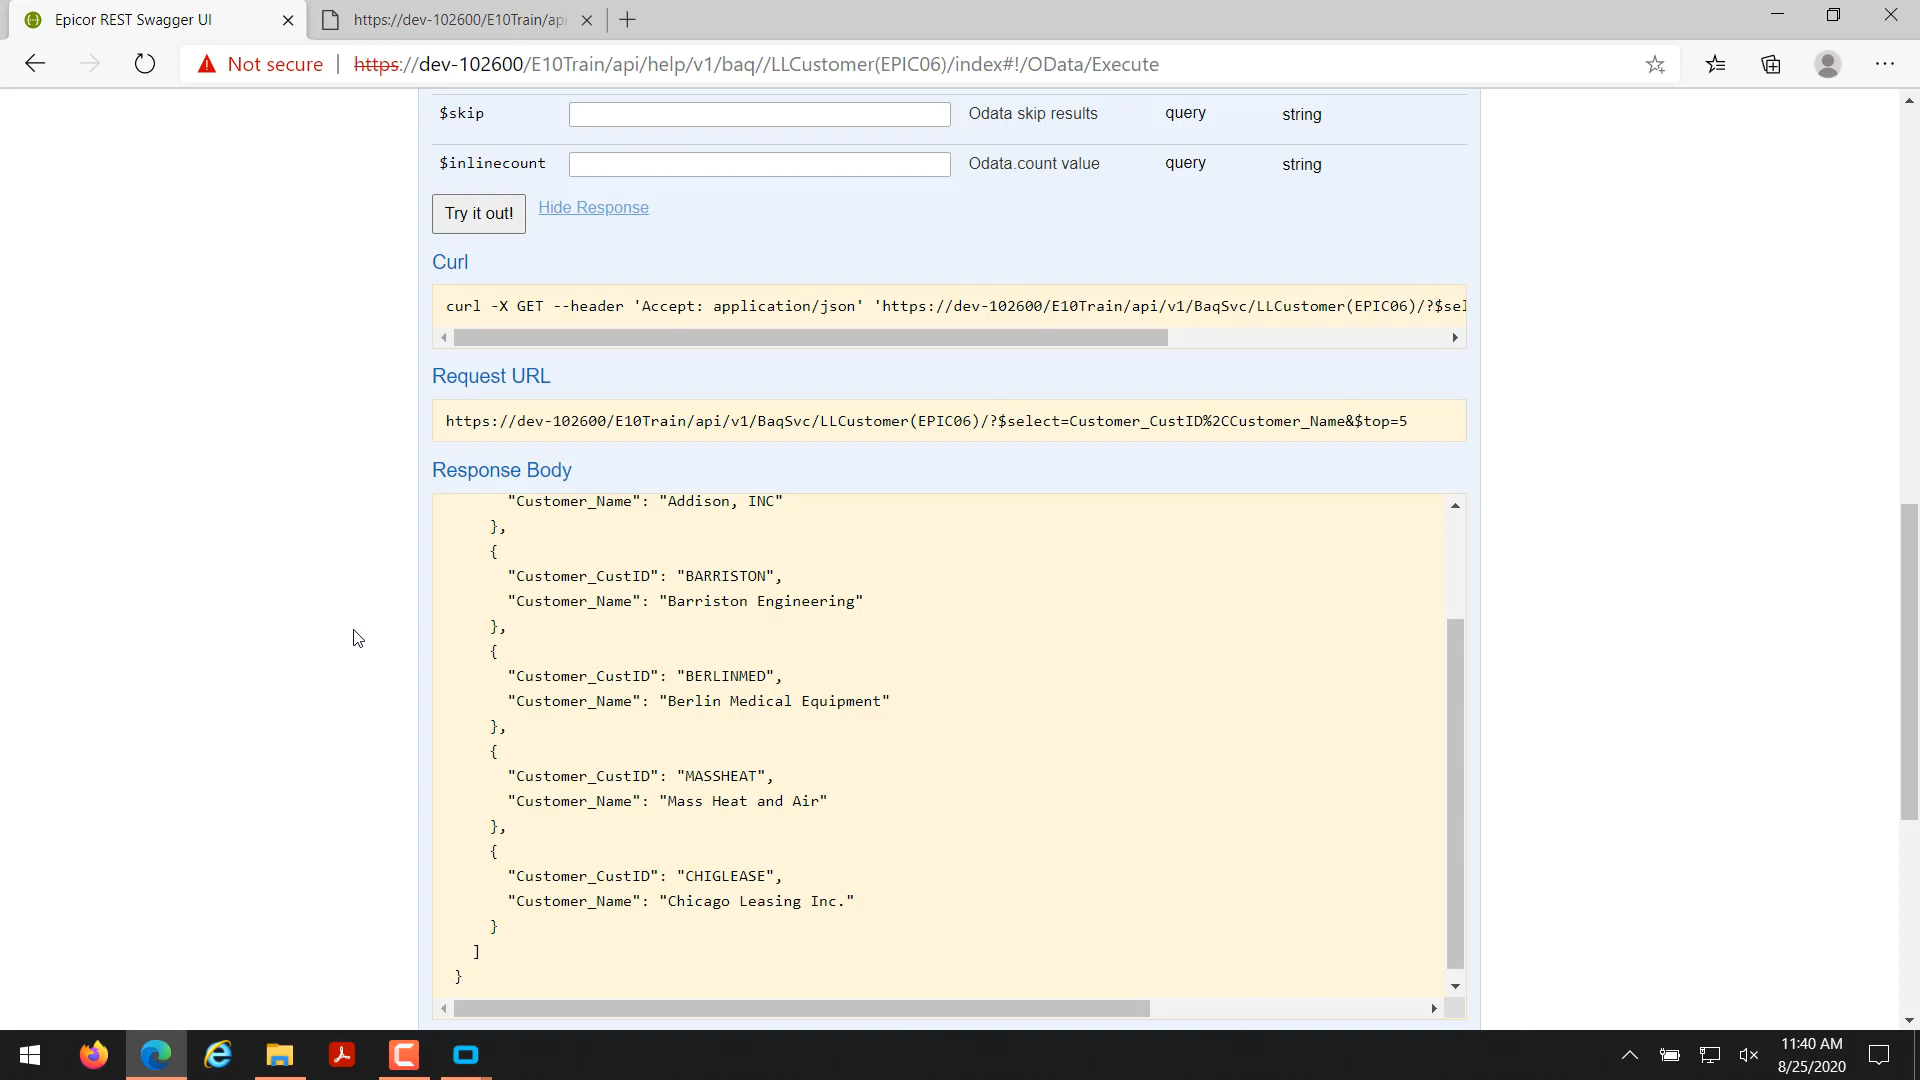 Epicor REST Swagger UI
https://dev-102600/E10Train/api
Not secure | https://dev-102600/E10Train/api/help/v1/baq//LLCustomer(EPIC06)/index#!/OData/Execute
$skip Odata skip results query string
$inlinecount Odata.count value query string
Try it out! Hide Response
Curl
curl -X GET --header 'Accept: application/json' 'https://dev-102600/E10Train/api/v1/BaqSvc/LLCustomer(EPIC06)/?$sel
Request URL
https://dev-102600/E10Train/api/v1/BaqSvc/LLCustomer(EPIC06)/?$select=Customer_CustID%2CCustomer_Name&$top=5
Response Body
"Customer_Name": "Addison, INC"
},
{
"Customer_CustID": "BARRISTON",
"Customer_Name": "Barriston Engineering"
},
{
"Customer_CustID": "BERLINMED",
"Customer_Name": "Berlin Medical Equipment"
},
{
"Customer_CustID": "MASSHEAT",
"Customer_Name": "Mass Heat and Air"
},
{
"Customer_CustID": "CHIGLEASE",
"Customer_Name": "Chicago Leasing Inc."
}
]
}
11:40 AM
8/25/2020